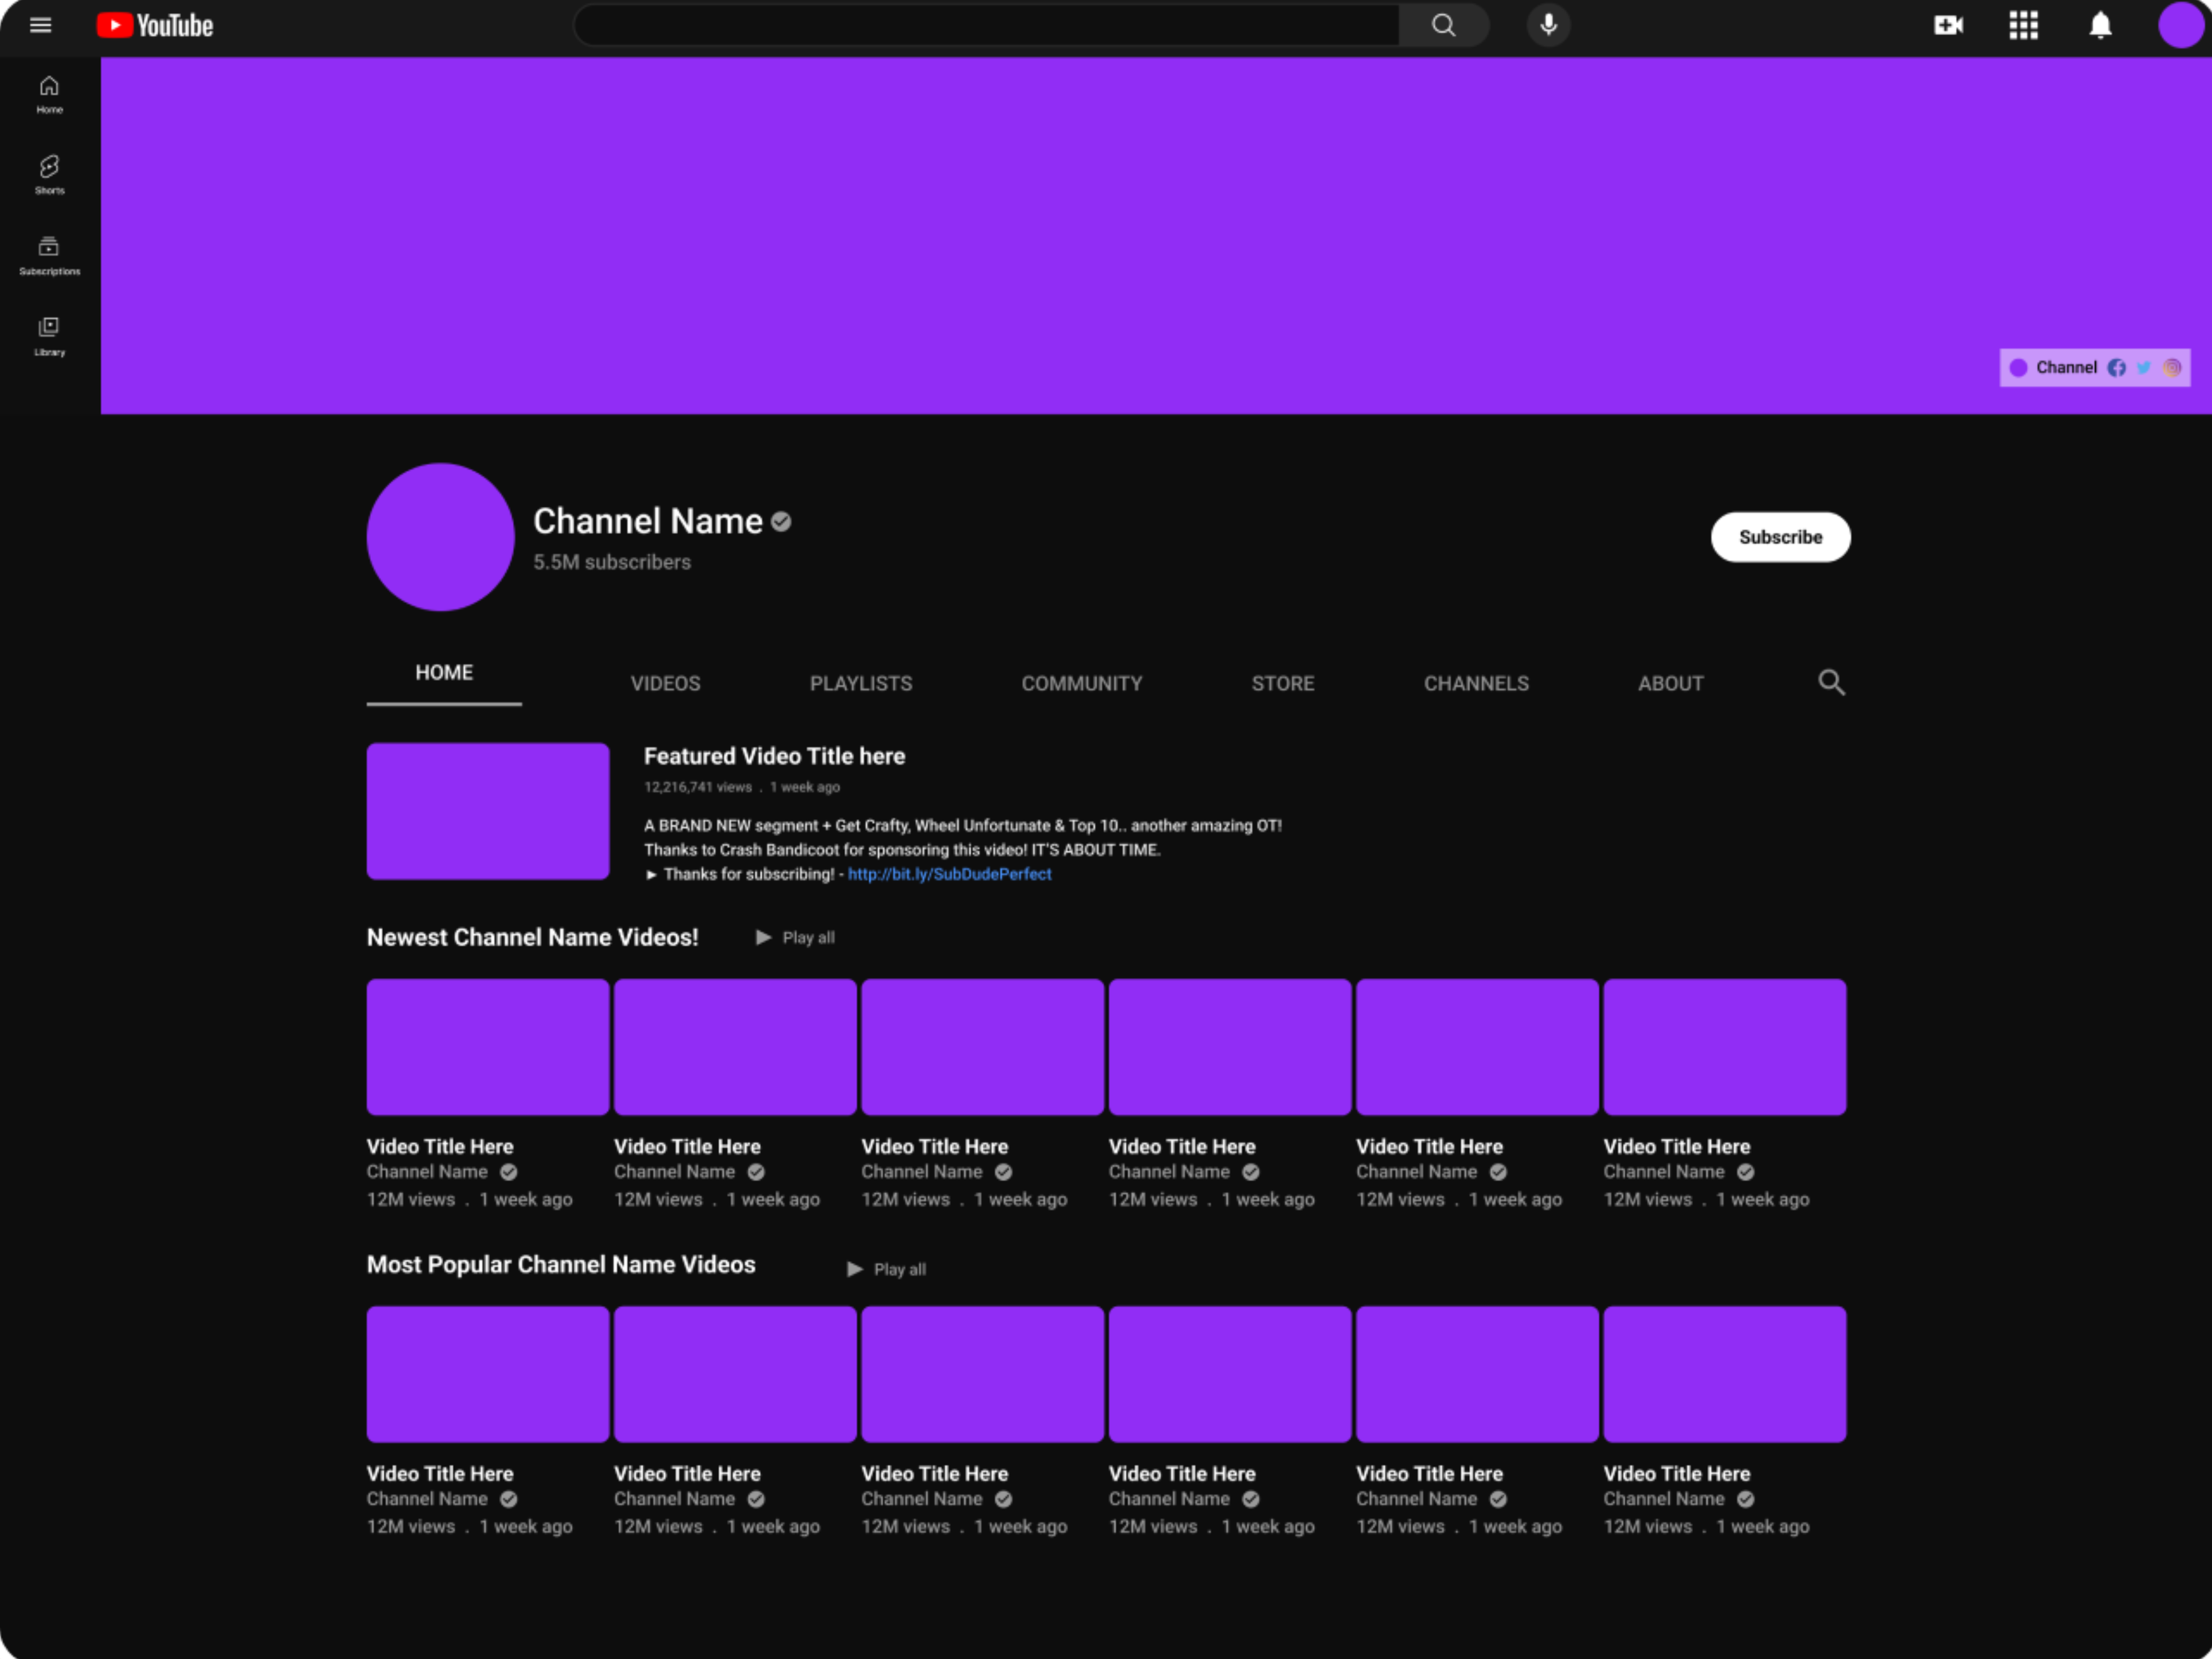 YouTube
Home
Shorts
Subscriptions
Library
Channel
Channel Name
5.5M subscribers
Subscribe
HOME VIDEOS PLAYLISTS COMMUNITY STORE CHANNELS ABOUT
Featured Video Title here
12,216,741 views . 1 week ago
A BRAND NEW segment + Get Crafty, Wheel Unfortunate & Top 10.. another amazing OT!
Thanks to Crash Bandicoot for sponsoring this video! IT'S ABOUT TIME.
► Thanks for subscribing! - http://bit.ly/SubDudePerfect
Newest Channel Name Videos! Play all
Video Title Here Video Title Here Video Title Here Video Title Here Video Title Here Video Title Here
Channel Name Channel Name Channel Name Channel Name Channel Name Channel Name
12M views . 1 week ago 12M views . 1 week ago 12M views . 1 week ago 12M views . 1 week ago 12M views . 1 week ago 12M views . 1 week ago
Most Popular Channel Name Videos Play all
Video Title Here Video Title Here Video Title Here Video Title Here Video Title Here Video Title Here
Channel Name Channel Name Channel Name Channel Name Channel Name Channel Name
12M views . 1 week ago 12M views . 1 week ago 12M views . 1 week ago 12M views . 1 week ago 12M views . 1 week ago 12M views . 1 week ago